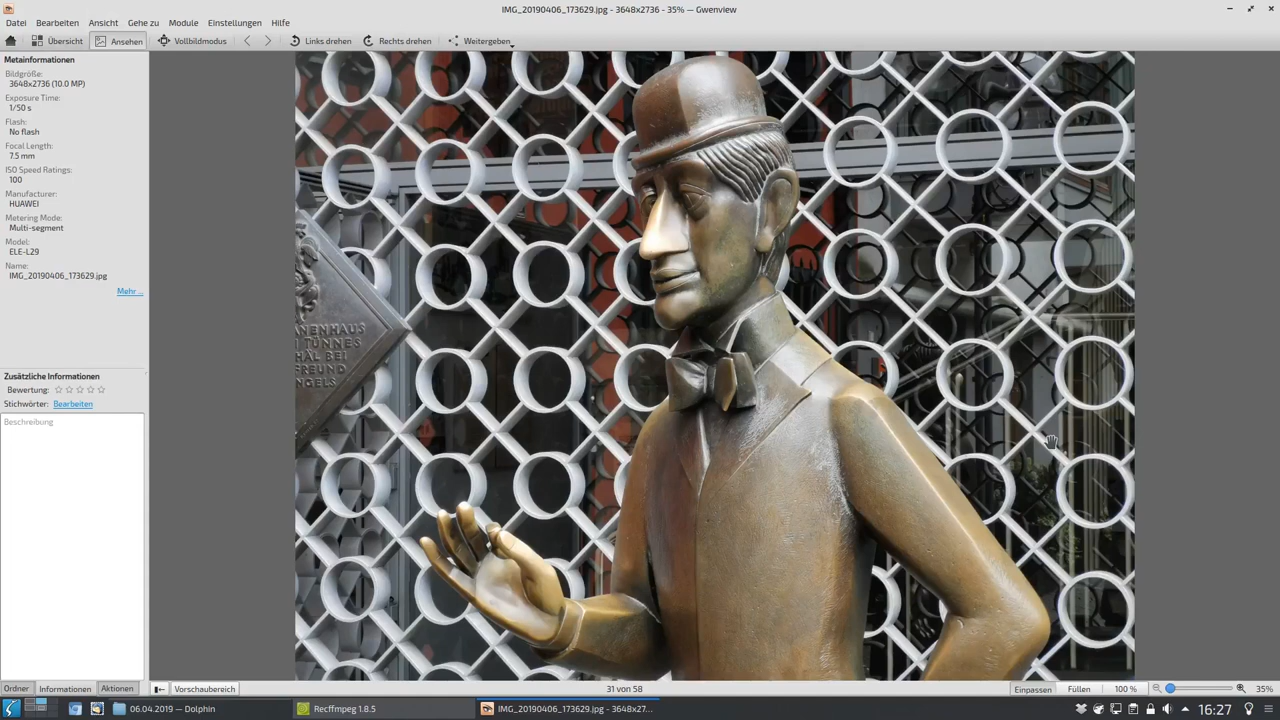 IMG_20190406_173629.jpg - 3648x2736 - 35% — Gwenview
Datei Bearbeiten Ansicht Gehe zu Module Einstellungen Hilfe
Übersicht Ansehen Vollbildmodus Links drehen Rechts drehen Weitergeben
Metainformationen
Bildgröße:
3648x2736 (10.0 MP)
Exposure Time:
1/50 s
Flash:
No flash
Focal Length:
7.5 mm
ISO Speed Ratings:
100
Manufacturer:
HUAWEI
Metering Mode:
Multi-segment
Model:
ELE-L29
Name:
IMG_20190406_173629.jpg
Mehr ...
ÄNENHAUS
I TÜNNES
HÄL BEI
FREUND
NGELS
Zusätzliche Informationen
Bewertung:
Stichwörter: Bearbeiten
Beschreibung
Ordner Informationen Aktionen Vorschaubereich 31 von 58 Einpassen Füllen 100 % 35%
06.04.2019 — Dolphin Recffmpeg 1.8.5 IMG_20190406_173629.jpg - 3648x27... 16:27